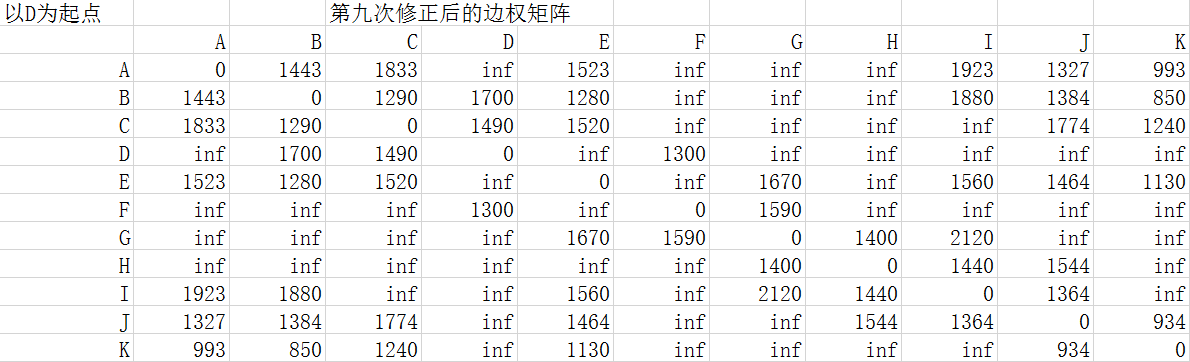 以D为起点 第九次修正后的边权矩阵
A B C D E F G H I J K
A 0 1443 1833 inf 1523 inf inf inf 1923 1327 993
B 1443 0 1290 1700 1280 inf inf inf 1880 1384 850
C 1833 1290 0 1490 1520 inf inf inf inf 1774 1240
D inf 1700 1490 0 inf 1300 inf inf inf inf inf
E 1523 1280 1520 inf 0 inf 1670 inf 1560 1464 1130
F inf inf inf 1300 inf 0 1590 inf inf inf inf
G inf inf inf inf 1670 1590 0 1400 2120 inf inf
H inf inf inf inf inf inf 1400 0 1440 1544 inf
I 1923 1880 inf inf 1560 inf 2120 1440 0 1364 inf
J 1327 1384 1774 inf 1464 inf inf 1544 1364 0 934
K 993 850 1240 inf 1130 inf inf inf inf 934 0